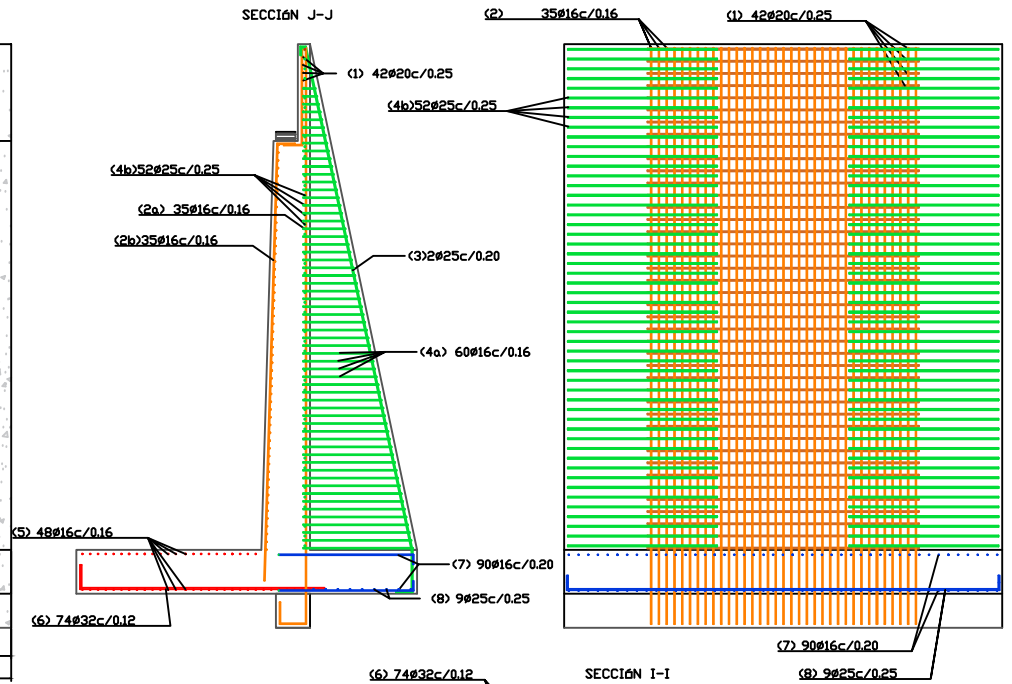 SECCIóN J-J
(2) 35Ø16c/0.16
(1) 42Ø20c/0.25
(1) 42Ø20c/0.25
(4b)52Ø25c/0.25
(4b)52Ø25c/0.25
(2a) 35Ø16c/0.16
(2b)35Ø16c/0.16
(3)2Ø25c/0.20
(4a) 60Ø16c/0.16
(5) 48Ø16c/0.16
(7) 90Ø16c/0.20
(8) 9Ø25c/0.25
(6) 74Ø32c/0.12
(7) 90Ø16c/0.20
(6) 74Ø32c/0.12
SECCIóN I-I
(8) 9Ø25c/0.25